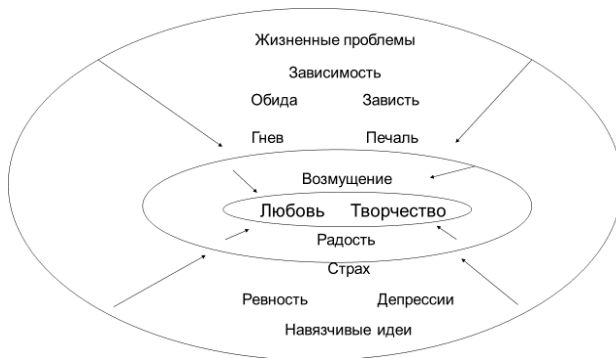 Жизненные проблемы
Зависимость
Обида Зависть
Гнев Печаль
Возмущение
Любовь Творчество
Радость
Страх
Ревность Депрессии
Навязчивые идеи